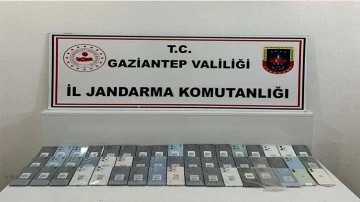 T.C.
GAZİANTEP VALİLİĞİ
İL JANDARMA KOMUTANLIĞI